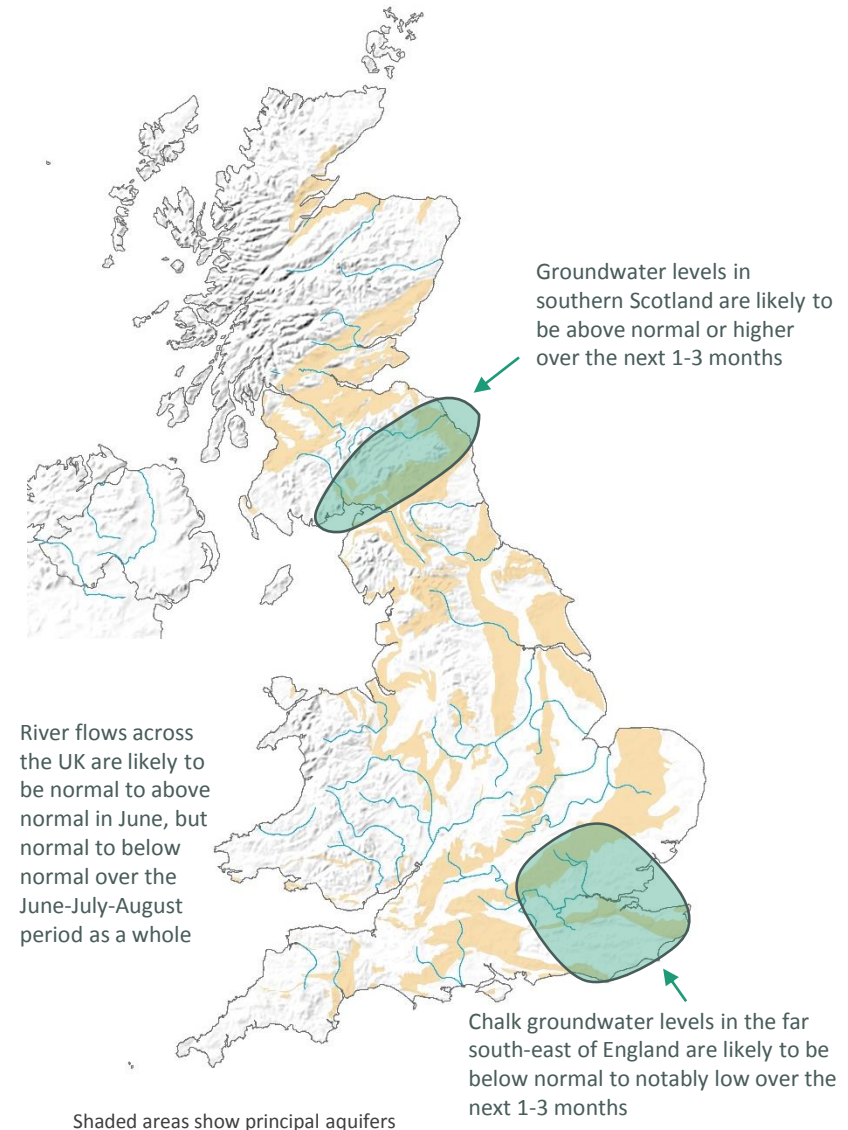 Groundwater levels in
southern Scotland are likely to
be above normal or higher
over the next 1-3 months
River flows across
the UK are likely to
be normal to above
normal in June, but
normal to below
normal over the
June-July-August
period as a whole
Chalk groundwater levels in the far
south-east of England are likely to be
below normal to notably low over the
next 1-3 months
Shaded areas show principal aquifers